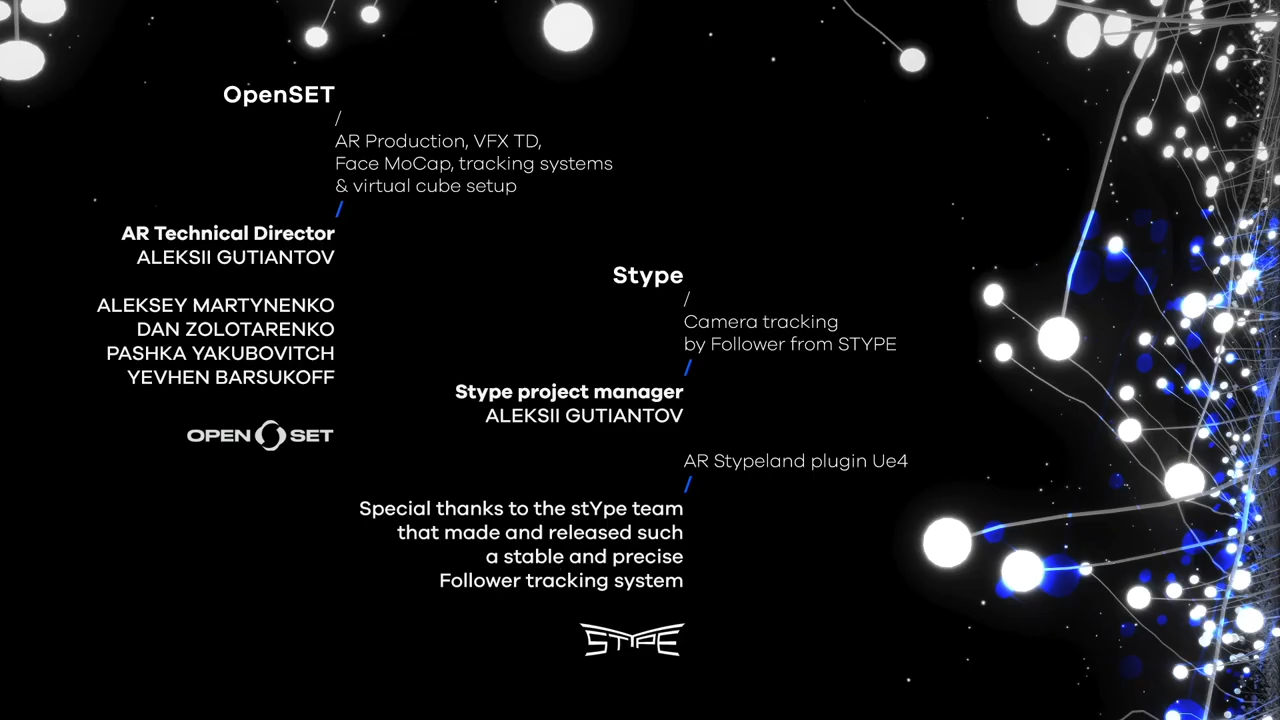 OpenSET
/
AR Production, VFX TD,
Face MoCap, tracking systems
& virtual cube setup
/
AR Technical Director
ALEKSII GUTIANTOV
ALEKSEY MARTYNENKO
DAN ZOLOTARENKO
PASHKA YAKUBOVITCH
YEVHEN BARSUKOFF
OPEN SET
Stype
/
Camera tracking
by Follower from STYPE
/
Stype project manager
ALEKSII GUTIANTOV
AR Stypeland plugin Ue4
/
Special thanks to the stYpe team
that made and released such
a stable and precise
Follower tracking system
STYPE